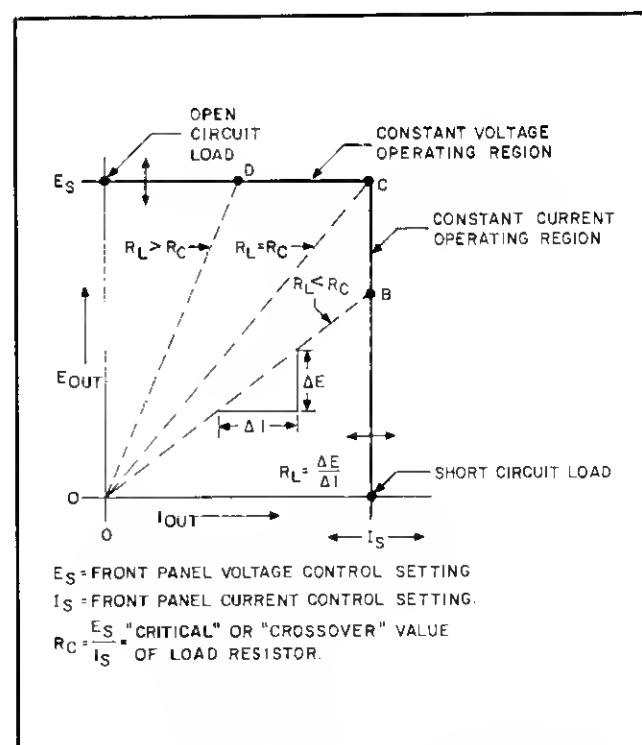 OPEN
CIRCUIT
LOAD
CONSTANT VOLTAGE
OPERATING REGION
E_S
D
C
CONSTANT CURRENT
OPERATING REGION
R_L > R_C
R_L = R_C
R_L < R_C
B
E_OUT
ΔE
ΔI
R_L = ΔE/ΔI
SHORT CIRCUIT LOAD
O
O
I_OUT
I_S
E_S = FRONT PANEL VOLTAGE CONTROL SETTING
I_S = FRONT PANEL CURRENT CONTROL SETTING.
R_C = E_S/I_S = "CRITICAL" OR "CROSSOVER" VALUE
OF LOAD RESISTOR.